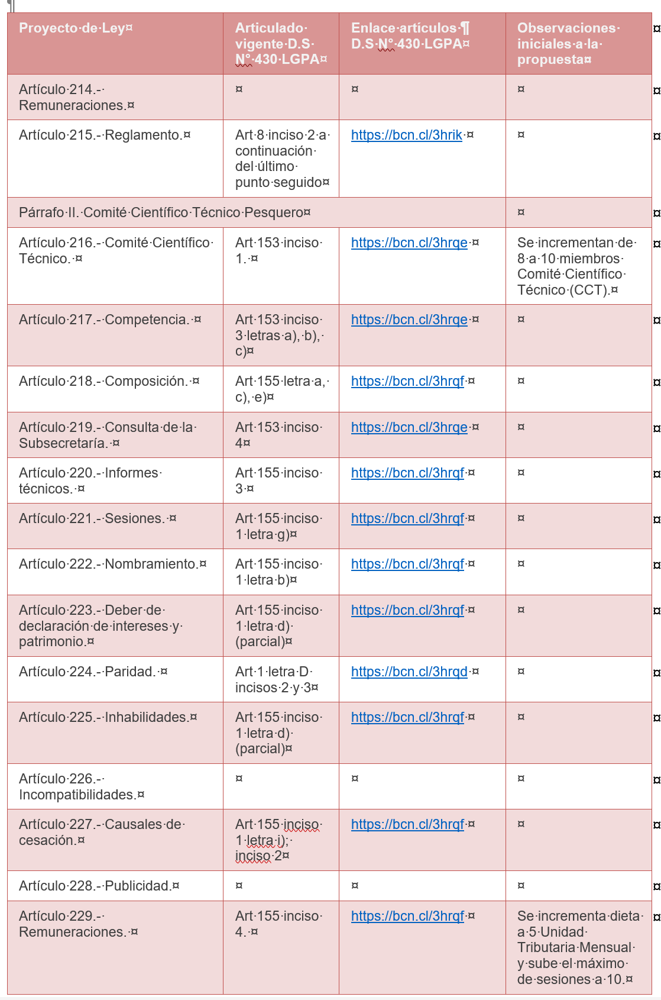 ¶
Proyecto·de·Ley¤
Articulado·
vigente·D.S·
N°·430·LGPA¤
Enlace·artículos·¶
D.S·N°·430·LGPA¤
Observaciones·
iniciales·a·la·
propuesta¤
¤
Artículo·214.-·
Remuneraciones.¤
¤
¤
¤
¤
Artículo·215.-·Reglamento.¤
Art·8·inciso·2·a·
continuación·
del·último·
punto·seguido¤
https://bcn.cl/3hrik·¤
¤
¤
Párrafo·II.·Comité·Científico·Técnico·Pesquero¤
¤
¤
Artículo·216.-·Comité·Científico·
Técnico.·¤
Art·153·inciso·
1.·¤
https://bcn.cl/3hrqe·¤
Se·incrementan·de·
8·a·10·miembros·
Comité·Científico·
Técnico·(CCT).¤
¤
Artículo·217.-·Competencia.·¤
Art·153·inciso·
3·letras·a),·b),·
c)¤
https://bcn.cl/3hrqe·¤
¤
¤
Artículo·218.-·Composición.·¤
Art·155·letra·a,·
c),·e)¤
https://bcn.cl/3hrqf·¤
¤
¤
Artículo·219.-·Consulta·de·la·
Subsecretaría.·¤
Art·153·inciso·
4¤
https://bcn.cl/3hrqe·¤
¤
¤
Artículo·220.-·Informes·
técnicos.·¤
Art·155·inciso·
3·¤
https://bcn.cl/3hrqf·¤
¤
¤
Artículo·221.-·Sesiones.·¤
Art·155·inciso·
1·letra·g)¤
https://bcn.cl/3hrqf·¤
¤
¤
Artículo·222.-·Nombramiento.¤
Art·155·inciso·
1·letra·b)¤
https://bcn.cl/3hrqf·¤
¤
¤
Artículo·223.-·Deber·de·
declaración·de·intereses·y·
patrimonio.¤
Art·155·inciso·
1·letra·d)·
(parcial)¤
https://bcn.cl/3hrqf·¤
¤
¤
Artículo·224.-·Paridad.·¤
Art·1·letra·D·
incisos·2·y·3¤
https://bcn.cl/3hrqd·¤
¤
¤
Artículo·225.-·Inhabilidades.¤
Art·155·inciso·
1·letra·d)·
(parcial)¤
https://bcn.cl/3hrqf·¤
¤
¤
Artículo·226.-·
Incompatibilidades.¤
¤
¤
¤
¤
Artículo·227.-·Causales·de·
cesación.¤
Art·155·inciso·
1·letra·i);·
inciso·2¤
https://bcn.cl/3hrqf·¤
¤
¤
Artículo·228.-·Publicidad.¤
¤
¤
¤
¤
Artículo·229.-·
Remuneraciones.·¤
Art·155·inciso·
4.·¤
https://bcn.cl/3hrqf·¤
Se·incrementa·dieta·
a·5·Unidad·
Tributaria·Mensual·
y·sube·el·máximo·
de·sesiones·a·10.¤
¤